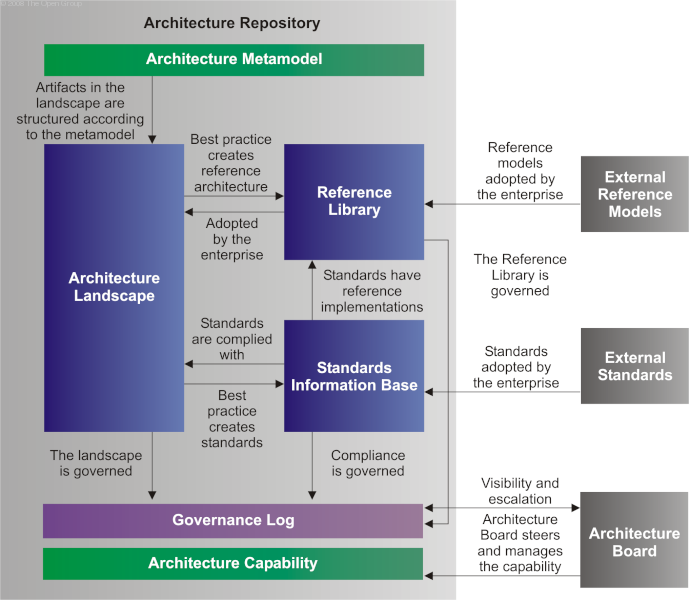 © 2008 The Open Group
Architecture Repository
Architecture Metamodel
Artifacts in the
landscape are
structured according
to the metamodel
Best practice
creates
reference
architecture
Reference
Library
Reference
models
adopted by
the enterprise
External
Reference
Models
Adopted
by the
enterprise
Architecture
Landscape
The Reference
Library is
governed
Standards have
reference
implementations
Standards
are complied
with
Standards
Information Base
Standards
adopted by
the enterprise
External
Standards
Best
practice
creates
standards
The landscape
is governed
Compliance
is governed
Visibility and
escalation
Governance Log
Architecture
Board steers
and manages
the capability
Architecture
Board
Architecture Capability